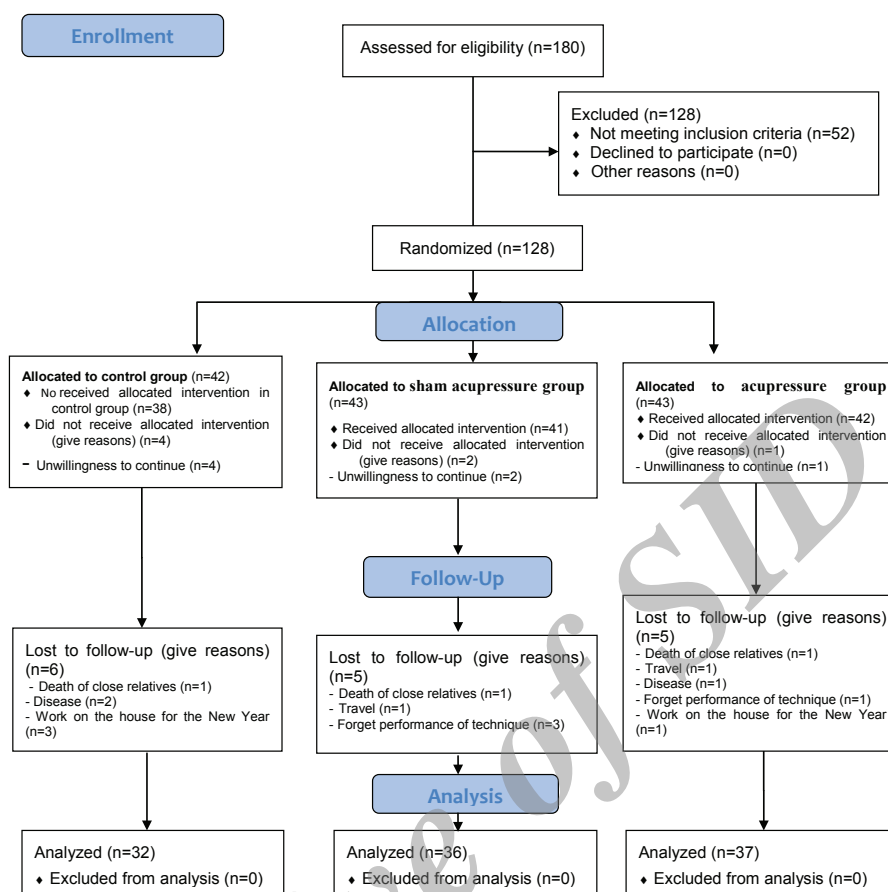 Enrollment
Assessed for eligibility (n=180)
Excluded (n=128)
♦ Not meeting inclusion criteria (n=52)
♦ Declined to participate (n=0)
♦ Other reasons (n=0)
Randomized (n=128)
Allocation
Allocated to control group (n=42)
♦ No received allocated intervention in
control group (n=38)
♦ Did not receive allocated intervention
(give reasons) (n=4)
- Unwillingness to continue (n=4)
Allocated to sham acupressure group
(n=43)
♦ Received allocated intervention (n=41)
♦ Did not receive allocated intervention
(give reasons) (n=2)
- Unwillingness to continue (n=2)
Allocated to acupressure group
(n=43)
♦ Received allocated intervention (n=42)
♦ Did not receive allocated intervention
(give reasons) (n=1)
- Unwillingness to continue (n=1)
Follow-Up
Lost to follow-up (give reasons)
(n=6)
- Death of close relatives (n=1)
- Disease (n=2)
- Work on the house for the New Year
(n=3)
Lost to follow-up (give reasons)
(n=5)
- Death of close relatives (n=1)
- Travel (n=1)
- Forget performance of technique (n=3)
Lost to follow-up (give reasons)
(n=5)
- Death of close relatives (n=1)
- Travel (n=1)
- Disease (n=1)
- Forget performance of technique (n=1)
- Work on the house for the New Year
(n=1)
Analysis
Analyzed (n=32)
♦ Excluded from analysis (n=0)
Analyzed (n=36)
♦ Excluded from analysis (n=0)
Analyzed (n=37)
♦ Excluded from analysis (n=0)
of SID